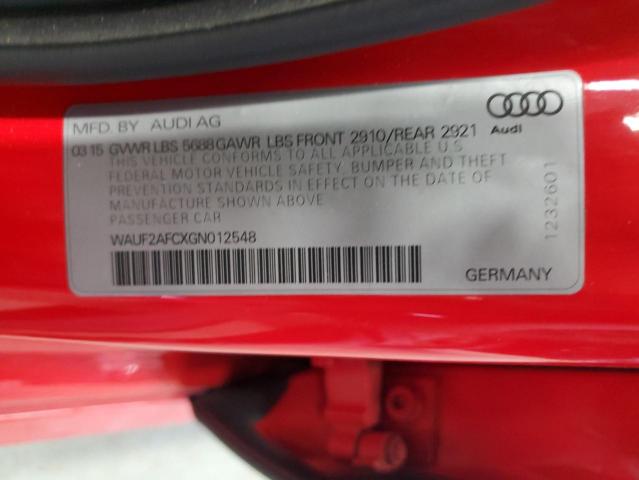 MFD. BY AUDI AG
03 15 GVWR LBS 5688 GAWR LBS FRONT 2910/REAR 2921
THIS VEHICLE CONFORMS TO ALL APPLICABLE U.S.
FEDERAL MOTOR VEHICLE SAFETY, BUMPER AND THEFT
PREVENTION STANDARDS IN EFFECT ON THE DATE OF
MANUFACTURE SHOWN ABOVE
PASSENGER CAR
WAUF2AFCXGN012548
Audi
1232601
GERMANY